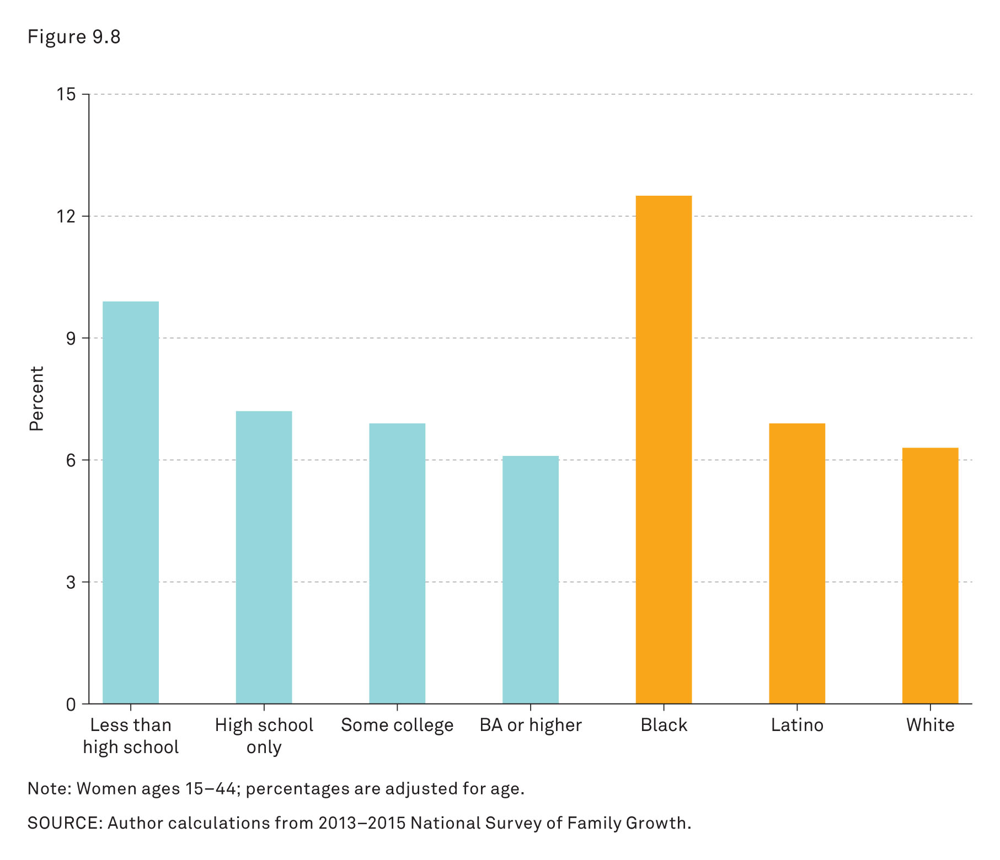 Figure 9.8
15
12
9
6
3
0
Percent
Less than
high school
High school
only
Some college
BA or higher
Black
Latino
White
Note: Women ages 15–44; percentages are adjusted for age.
SOURCE: Author calculations from 2013–2015 National Survey of Family Growth.